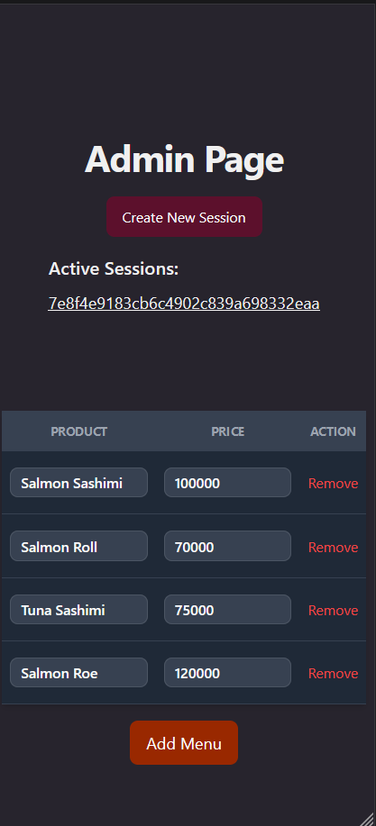 Admin Page
Create New Session
Active Sessions:
7e8f4e9183cb6c4902c839a698332eaa
PRODUCT PRICE ACTION
Salmon Sashimi 100000 Remove
Salmon Roll 70000 Remove
Tuna Sashimi 75000 Remove
Salmon Roe 120000 Remove
Add Menu